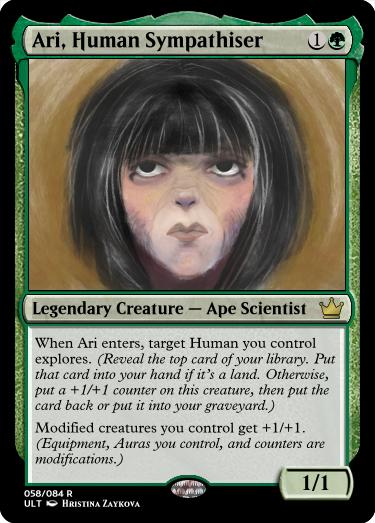 Ari, Human Sympathiser 1
Legendary Creature — Ape Scientist
When Ari enters, target Human you control
explores. (Reveal the top card of your library. Put
that card into your hand if it's a land. Otherwise,
put a +1/+1 counter on this creature, then put the
card back or put it into your graveyard.)
Modified creatures you control get +1/+1.
(Equipment, Auras you control, and counters are
modifications.)
1/1
058/084 R
ULT Hristina Zaykova